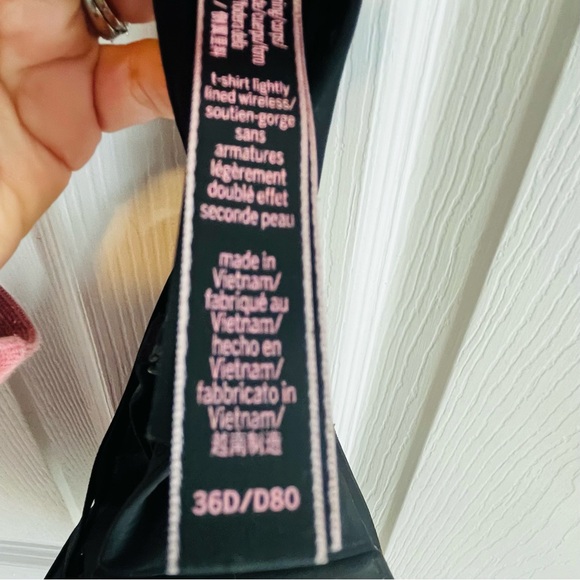 t-shirt lightly
lined wireless/
soutien-gorge
sans
armatures
légèrement
doublé effet
seconde peau
made in
Vietnam/
fabriqué au
Vietnam/
hecho en
Vietnam/
fabbricato in
Vietnam/
越南制造
36D/D80